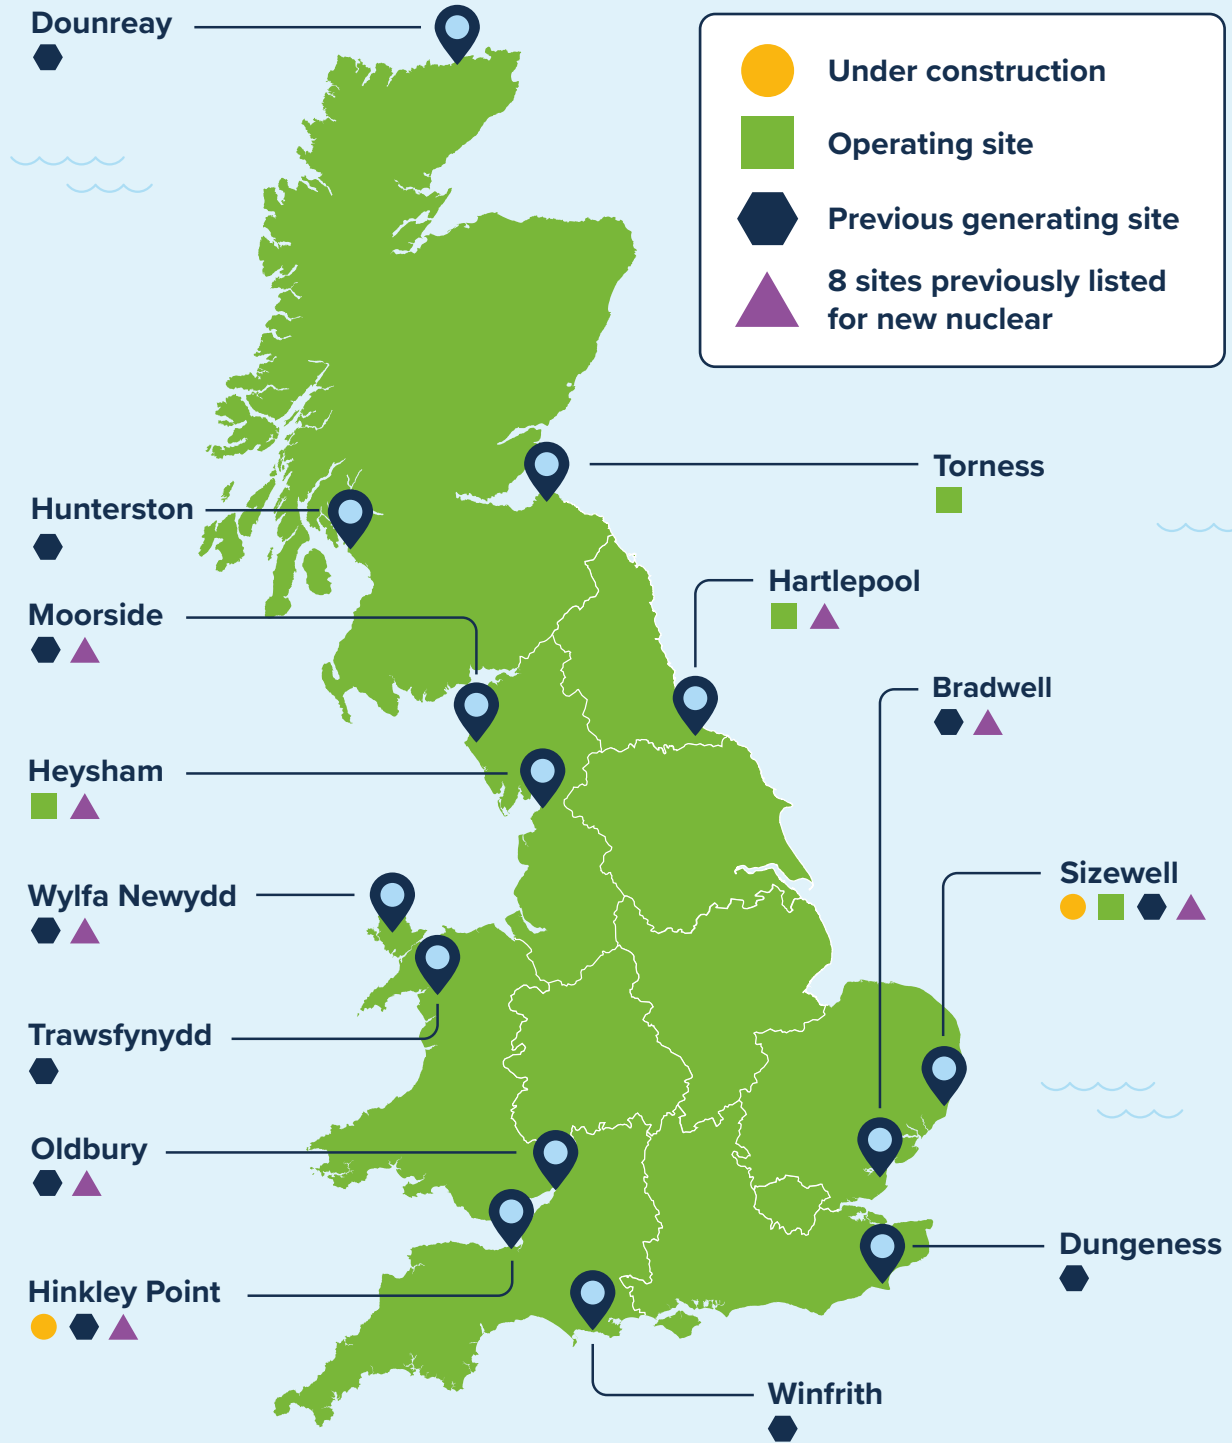 Dounreay
Under construction
Operating site
Previous generating site
8 sites previously listed
for new nuclear
Torness
Hunterston
Hartlepool
Moorside
Bradwell
Heysham
Sizewell
Wylfa Newydd
Trawsfynydd
Oldbury
Dungeness
Hinkley Point
Winfrith